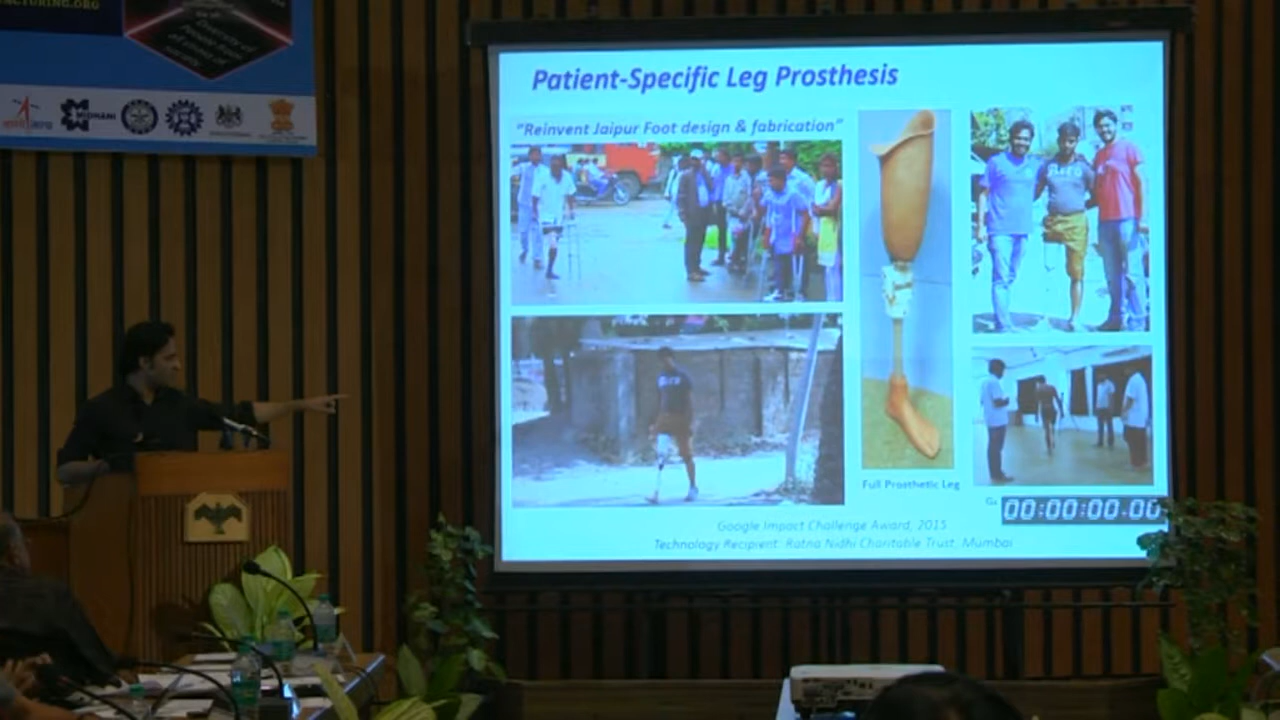 MIDHANI
Patient-Specific Leg Prosthesis
"Reinvent Jaipur Foot design & fabrication"
Full Prosthetic Leg
00:00:00.00
Google Impact Challenge Award, 2015
Technology Recipient: Ratna Nidhi Charitable Trust, Mumbai